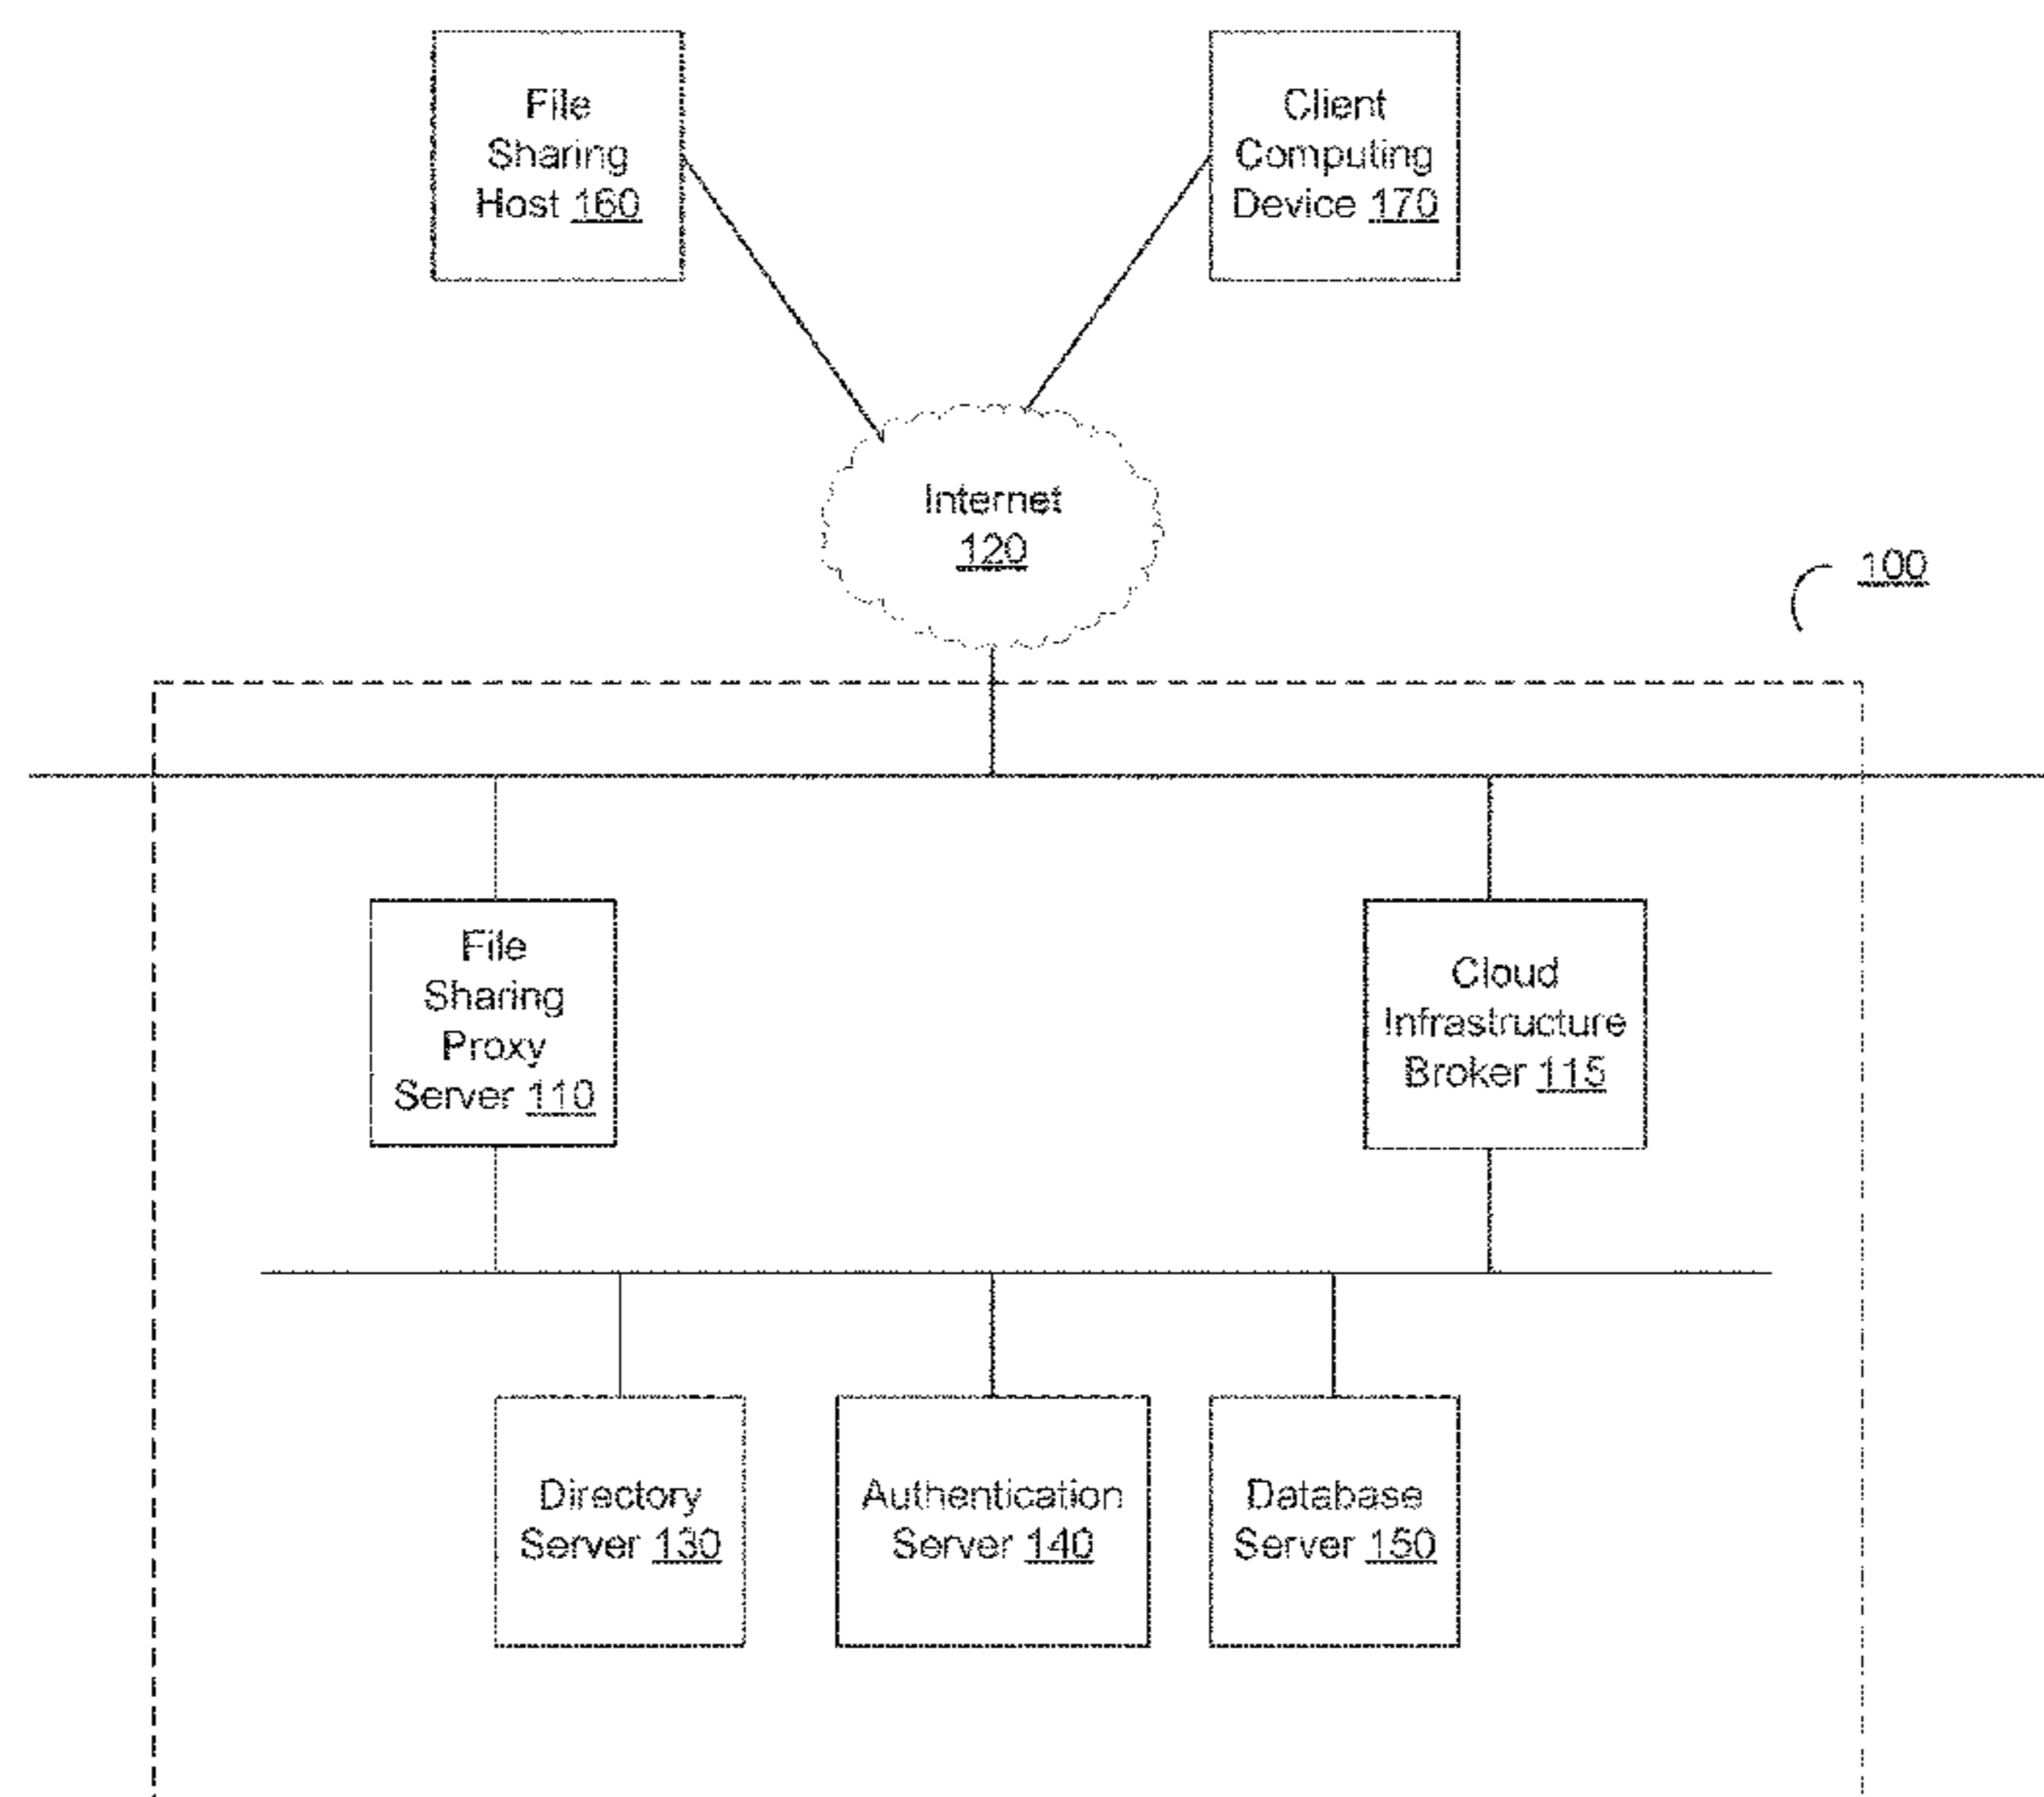 File
Sharing
Host 160
Client
Computing
Device 170
Internet
120
100
File
Sharing
Proxy
Server 110
Cloud
Infrastructure
Broker 115
Directory
Server 130
Authentication
Server 140
Database
Server 150